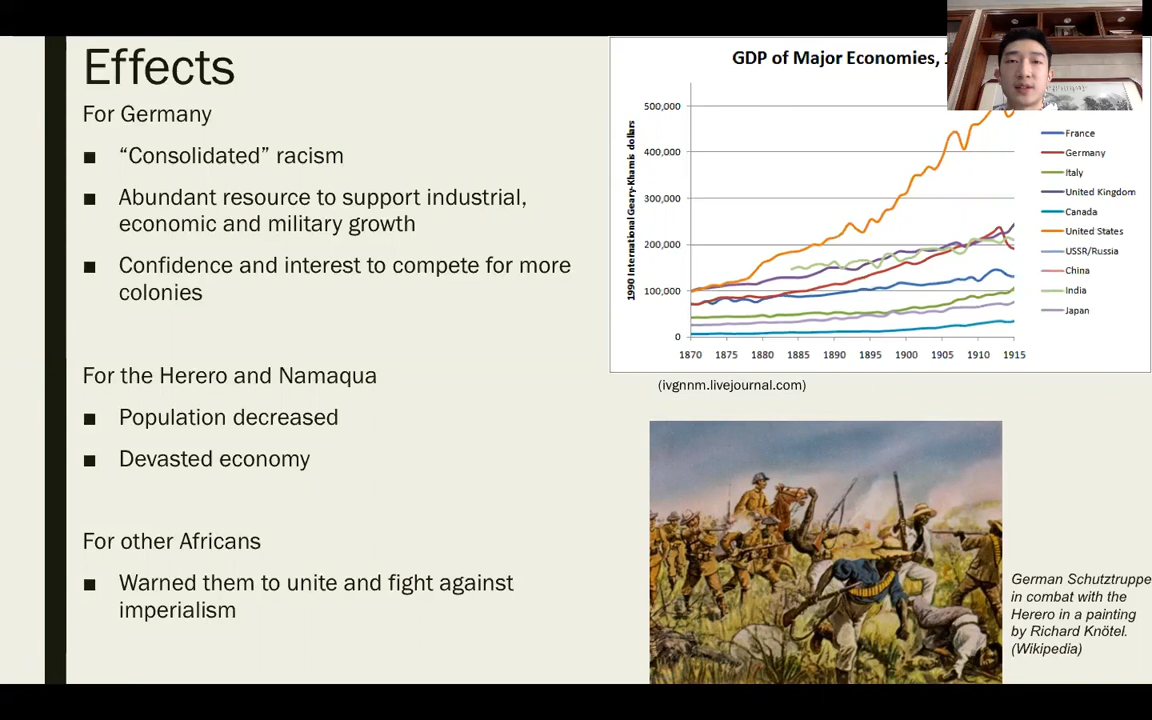 Effects
For Germany
■ “Consolidated” racism
■ Abundant resource to support industrial,
economic and military growth
■ Confidence and interest to compete for more
colonies
For the Herero and Namaqua
■ Population decreased
■ Devasted economy
For other Africans
■ Warned them to unite and fight against
imperialism
GDP of Major Economies,
1990 International Geary-Khamis dollars
500,000
400,000
300,000
200,000
100,000
0
1870 1875 1880 1885 1890 1895 1900 1905 1910 1915
France
Germany
Italy
United Kingdom
Canada
United States
USSR/Russia
China
India
Japan
(ivgnnm.livejournal.com)
German Schutztruppe
in combat with the
Herero in a painting
by Richard Knötel.
(Wikipedia)